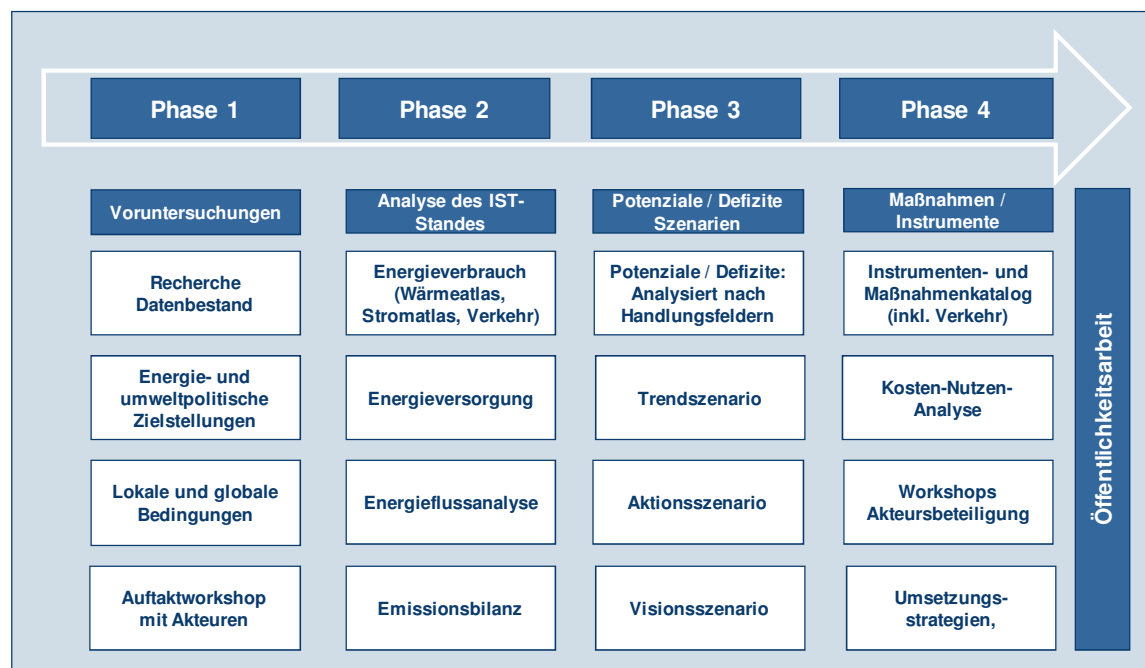 Phase 1
Phase 2
Phase 3
Phase 4
Voruntersuchungen
Analyse des IST-
Standes
Potenziale / Defizite
Szenarien
Maßnahmen /
Instrumente
Recherche
Datenbestand
Energieverbrauch
(Wärmeatlas,
Stromatlas, Verkehr)
Potenziale / Defizite:
Analysiert nach
Handlungsfeldern
Instrumenten- und
Maßnahmenkatalog
(inkl. Verkehr)
Energie- und
umweltpolitische
Zielstellungen
Energieversorgung
Trendszenario
Kosten-Nutzen-
Analyse
Lokale und globale
Bedingungen
Energieflussanalyse
Aktionsszenario
Workshops
Akteursbeteiligung
Auftaktworkshop
mit Akteuren
Emissionsbilanz
Visionsszenario
Umsetzungs-
strategien,
Öffentlichkeitsarbeit